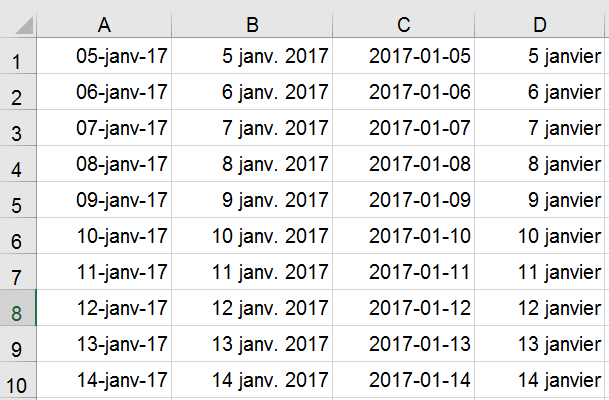 A B C D
1 05-janv-17 5 janv. 2017 2017-01-05 5 janvier
2 06-janv-17 6 janv. 2017 2017-01-06 6 janvier
3 07-janv-17 7 janv. 2017 2017-01-07 7 janvier
4 08-janv-17 8 janv. 2017 2017-01-08 8 janvier
5 09-janv-17 9 janv. 2017 2017-01-09 9 janvier
6 10-janv-17 10 janv. 2017 2017-01-10 10 janvier
7 11-janv-17 11 janv. 2017 2017-01-11 11 janvier
8 12-janv-17 12 janv. 2017 2017-01-12 12 janvier
9 13-janv-17 13 janv. 2017 2017-01-13 13 janvier
10 14-janv-17 14 janv. 2017 2017-01-14 14 janvier